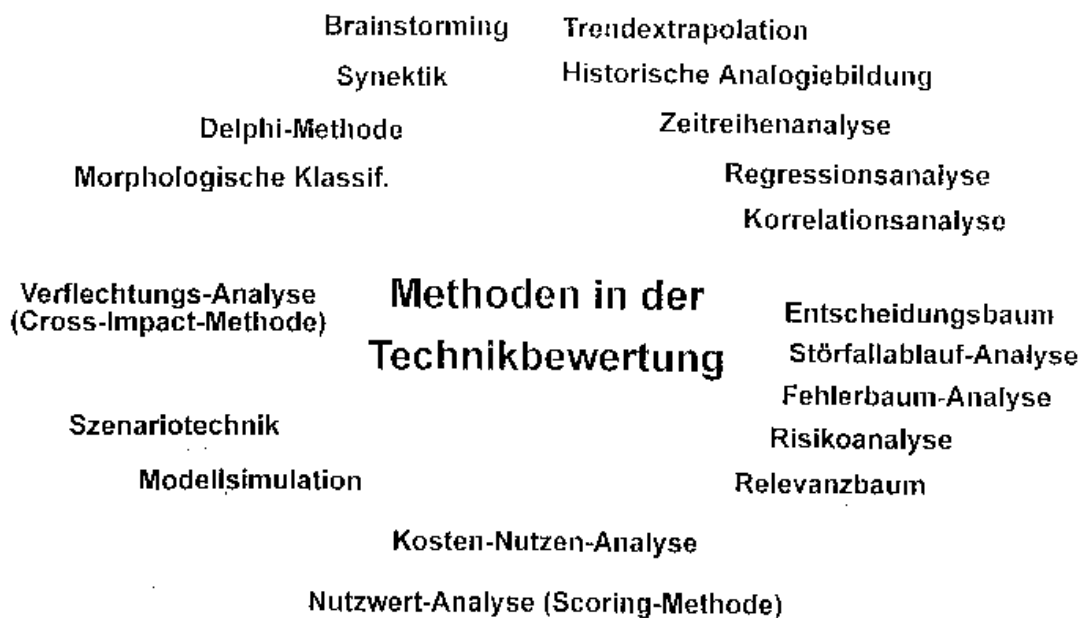 Brainstorming
Trendextrapolation
Synektik
Historische Analogiebildung
Delphi-Methode
Zeitreihenanalyse
Morphologische Klassif.
Regressionsanalyse
Korrelationsanalyse
Verflechtungs-Analyse
(Cross-Impact-Methode)
Methoden in der
Technikbewertung
Entscheidungsbaum
Störfallablauf-Analyse
Fehlerbaum-Analyse
Szenariotechnik
Risikoanalyse
Modellsimulation
Relevanzbaum
Kosten-Nutzen-Analyse
Nutzwert-Analyse (Scoring-Methode)